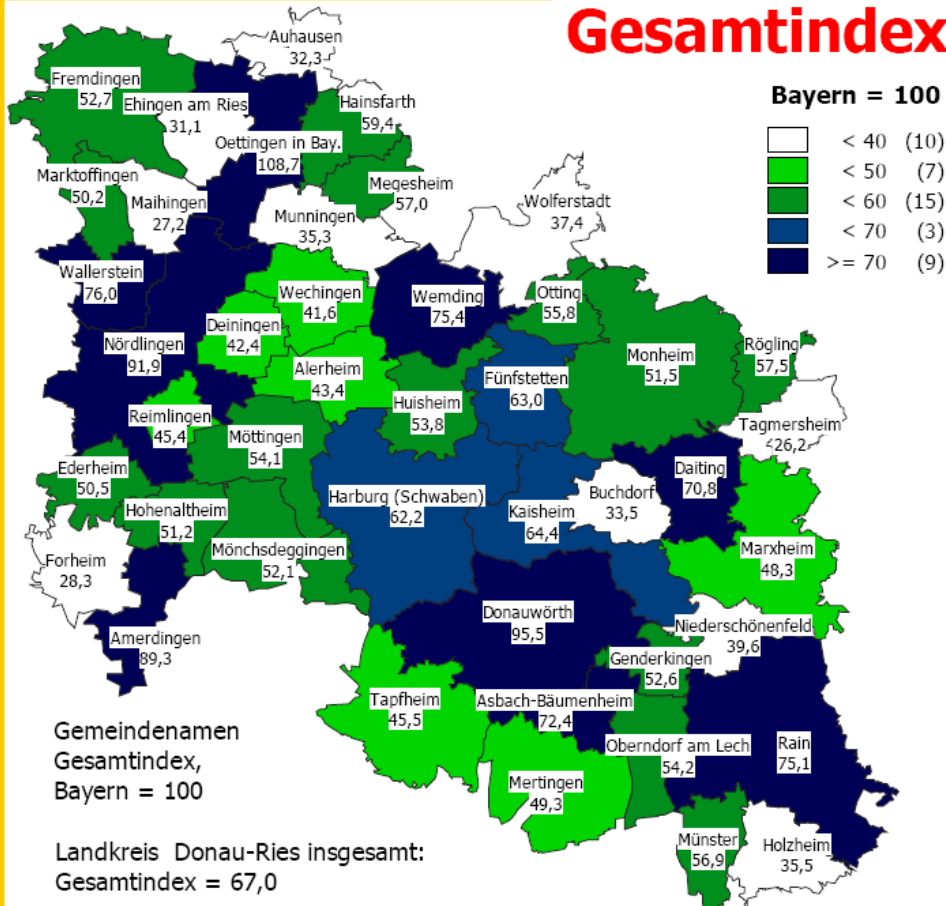 Gesamtindex
Bayern = 100
< 40 (10)
< 50 (7)
< 60 (15)
< 70 (3)
>= 70 (9)
Auhausen
32,3
Fremdingen
52,7
Ehingen am Ries
31,1
Hainsfarth
59,4
Oettingen in Bay.
108,7
Marktoffingen
50,2
Maihingen
27,2
Megesheim
57,0
Munningen
35,3
Wolferstadt
37,4
Wallerstein
76,0
Wechingen
41,6
Wemding
75,4
Otting
55,8
Deiningen
42,4
Nördlingen
91,9
Alerheim
43,4
Fünfstetten
63,0
Monheim
51,5
Rögling
57,5
Huisheim
53,8
Reimlingen
45,4
Möttingen
54,1
Tagmersheim
26,2
Ederheim
50,5
Daiting
70,8
Harburg (Schwaben)
62,2
Buchdorf
33,5
Hohenaltheim
51,2
Kaisheim
64,4
Mönchsdeggingen
52,1
Marxheim
48,3
Forheim
28,3
Donauwörth
95,5
Niederschönenfeld
39,6
Amerdingen
89,3
Genderkingen
52,6
Tapfheim
45,5
Asbach-Bäumenheim
72,4
Oberndorf am Lech
54,2
Rain
75,1
Mertingen
49,3
Münster
56,9
Holzheim
35,5
Gemeindenamen
Gesamtindex,
Bayern = 100
Landkreis Donau-Ries insgesamt:
Gesamtindex = 67,0